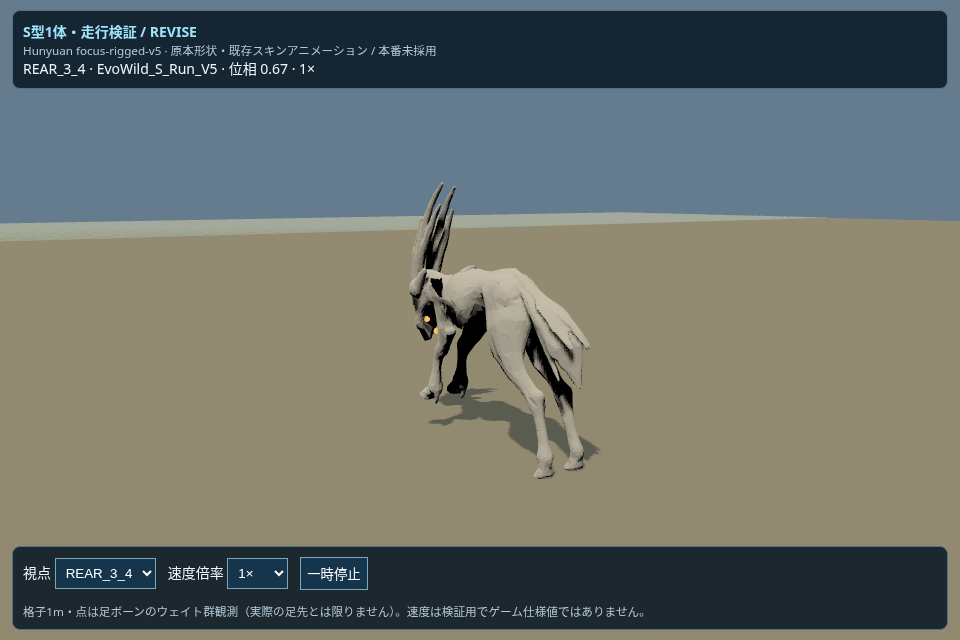 S型1体・走行検証 / REVISE
Hunyuan focus-rigged-v5 · 原本形状・既存スキンアニメーション / 本番未採用
REAR_3_4 · EvoWild_S_Run_V5 · 位相 0.67 · 1×
視点 REAR_3_4 速度倍率 1× 一時停止
格子1m・点は足ボーンのウェイト群観測（実際の足先とは限りません）。速度は検証用でゲーム仕様値ではありません。